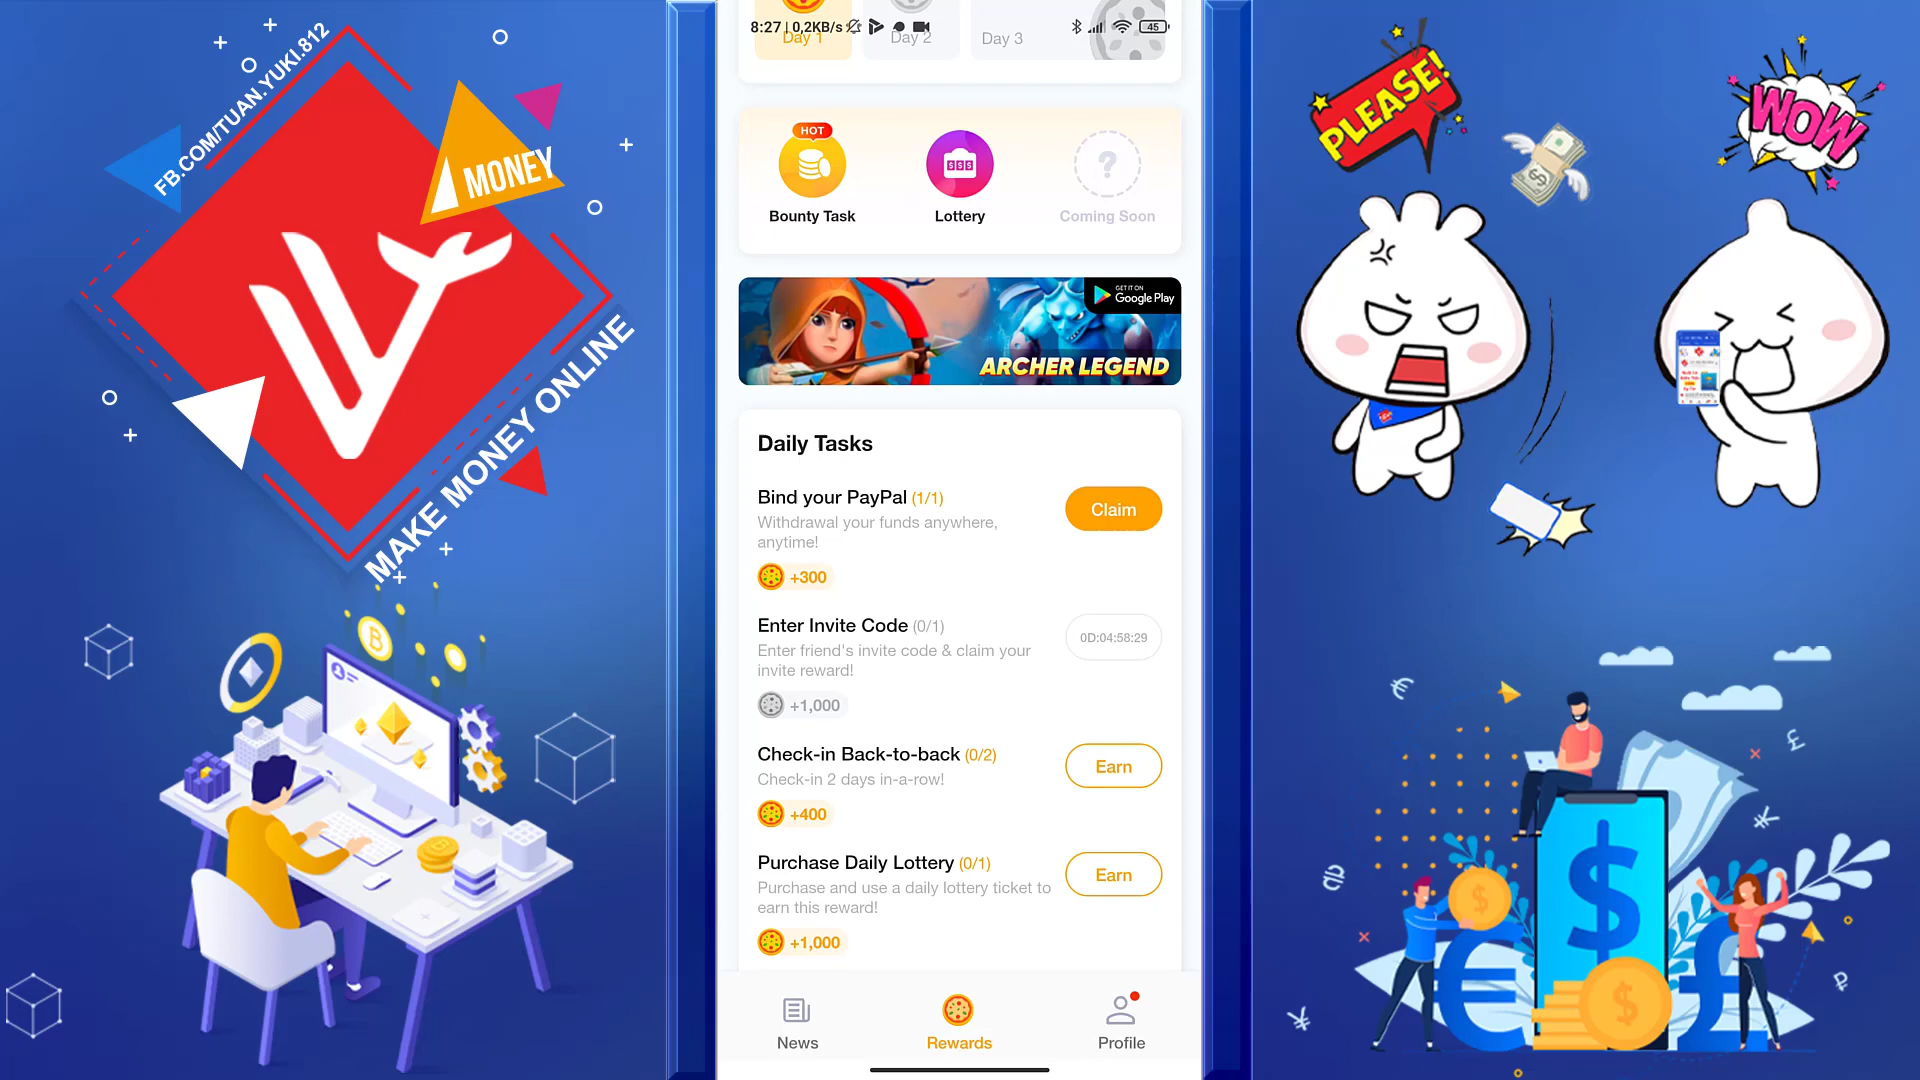 FB.COM/TUAN.YUKI.812
MONEY
MAKE MONEY ONLINE
8:27 | 0,2KB/s
45
Day 1
Day 2
Day 3
HOT
Bounty Task
$$$
Lottery
?
Coming Soon
GET IT ON
Google Play
ARCHER LEGEND
Daily Tasks
Bind your PayPal (1/1)
Withdrawal your funds anywhere,
anytime!
+300
Claim
Enter Invite Code (0/1)
Enter friend's invite code & claim your
invite reward!
+1,000
0D:04:58:29
Check-in Back-to-back (0/2)
Check-in 2 days in-a-row!
+400
Earn
Purchase Daily Lottery (0/1)
Purchase and use a daily lottery ticket to
earn this reward!
+1,000
Earn
News
Rewards
Profile
PLEASE!
WOW